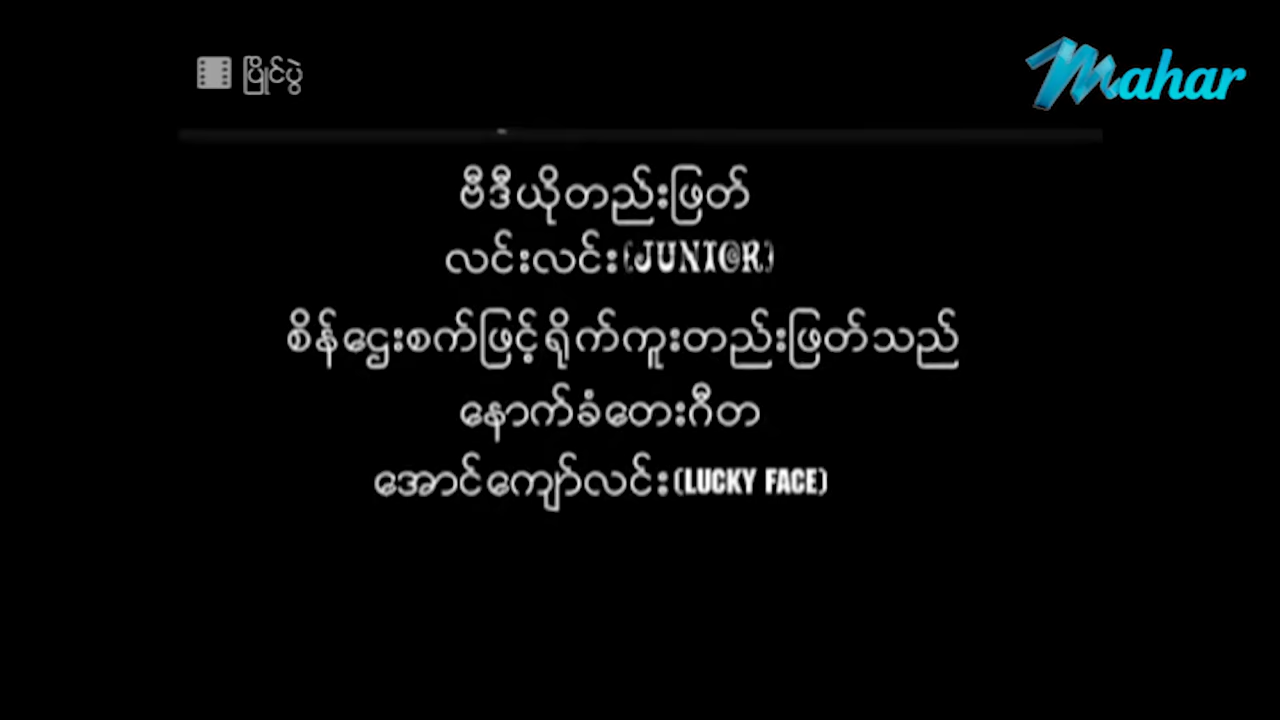 ပြိုင်ပွဲ
Mahar
ဗီဒီယိုတည်းဖြတ်
လင်းလင်း(JUNIOR)
စိန်ဌေးစက်ဖြင့်ရိုက်ကူးတည်းဖြတ်သည်
နောက်ခံတေးဂီတ
အောင်ကျော်လင်း(LUCKY FACE)